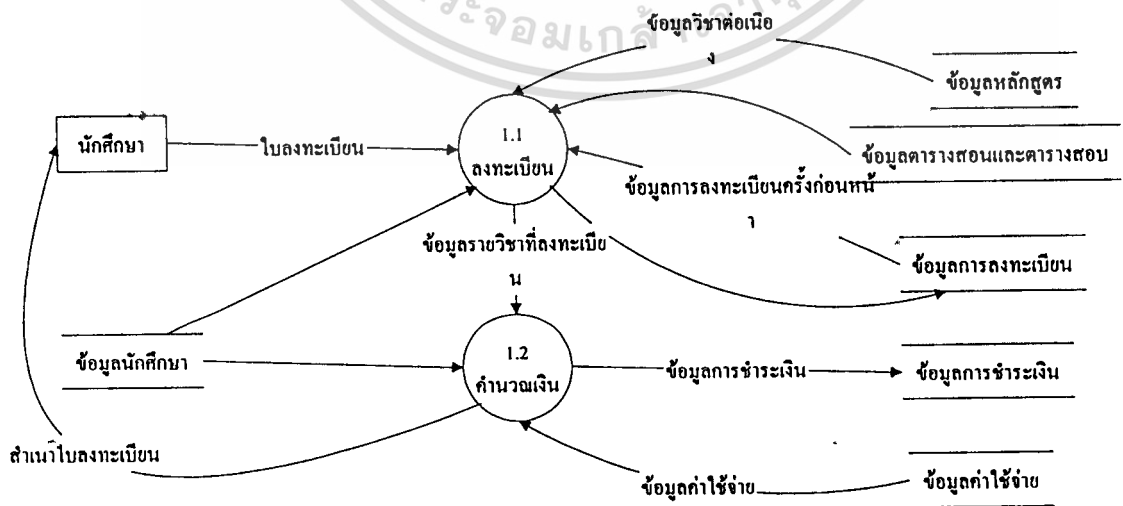 ระจอมเกล้า
ข้อมูลวิชาต่อเนื่อ
ง
ข้อมูลหลักสูตร
1.1
ลงทะเบียน
นักศึกษา
ใบลงทะเบียน
ข้อมูลตารางสอนและตารางสอบ
ข้อมูลการลงทะเบียนครั้งก่อนหน้
า
ข้อมูลรายวิชาที่ลงทะเบีย
น
ข้อมูลการลงทะเบียน
ข้อมูลนักศึกษา
1.2
คำนวณเงิน
ข้อมูลการชำระเงิน
ข้อมูลการชำระเงิน
สำเนาใบลงทะเบียน
ข้อมูลค่าใช้จ่าย
ข้อมูลค่าใช้จ่าย